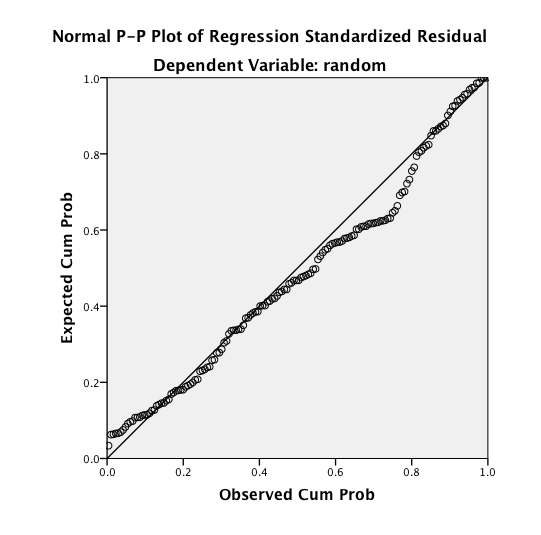 Normal P-P Plot of Regression Standardized Residual
Dependent Variable: random
1.0
0.8
0.6
0.4
0.2
0.0
Expected Cum Prob
0.0 0.2 0.4 0.6 0.8 1.0
Observed Cum Prob